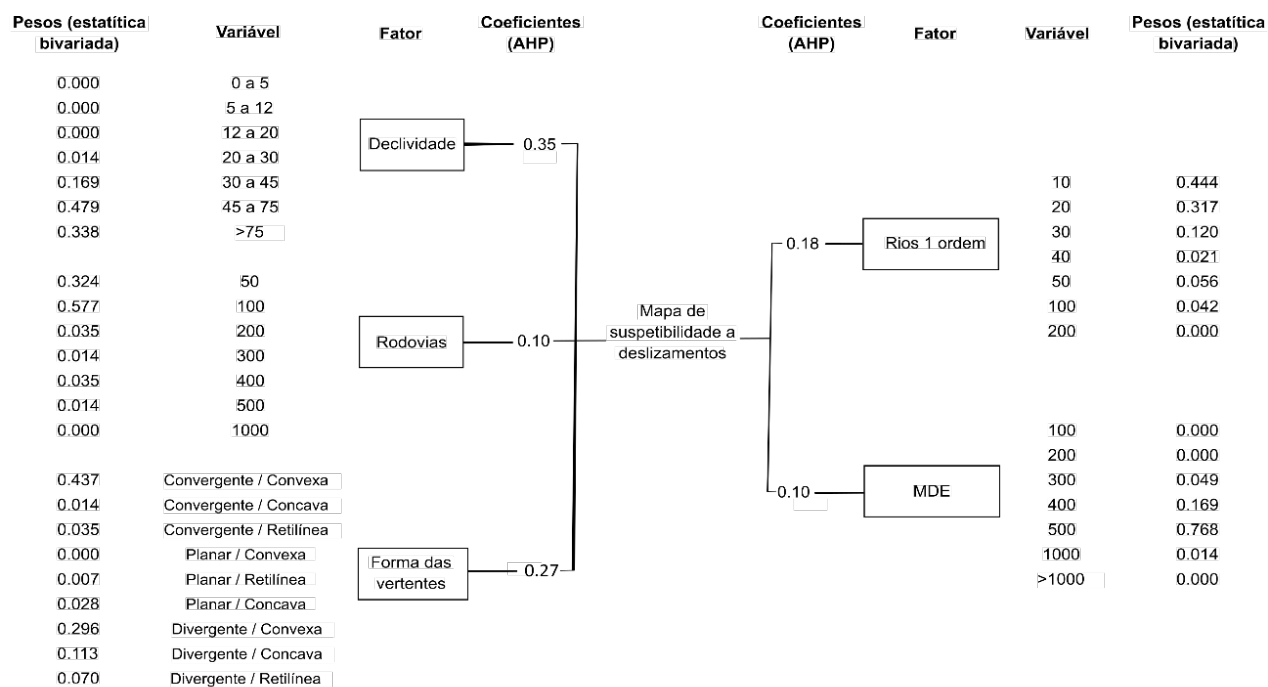 Pesos (estatítica
bivariada)
Variável
Fator
Coeficientes
(AHP)
0.000 0 a 5
0.000 5 a 12
0.000 12 a 20
0.014 20 a 30
0.169 30 a 45
0.479 45 a 75
0.338 >75
Declividade
0.35
0.324 50
0.577 100
0.035 200
0.014 300
0.035 400
0.014 500
0.000 1000
Rodovias
0.10
0.437 Convergente / Convexa
0.014 Convergente / Concava
0.035 Convergente / Retilínea
0.000 Planar / Convexa
0.007 Planar / Retilínea
0.028 Planar / Concava
0.296 Divergente / Convexa
0.113 Divergente / Concava
0.070 Divergente / Retilínea
Forma das
vertentes
0.27
Mapa de
suspetibilidade a
deslizamentos
Coeficientes
(AHP)
Fator
Variável
Pesos (estatítica
bivariada)
0.18
Rios 1 ordem
10 0.444
20 0.317
30 0.120
40 0.021
50 0.056
100 0.042
200 0.000
0.10
MDE
100 0.000
200 0.000
300 0.049
400 0.169
500 0.768
1000 0.014
>1000 0.000